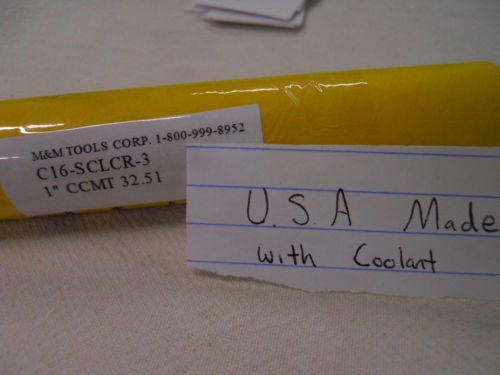 M&M TOOLS CORP. 1-800-999-8952
C16-SCLCR-3
1" CCMT 32.51
U.S.A Made
with Coolant